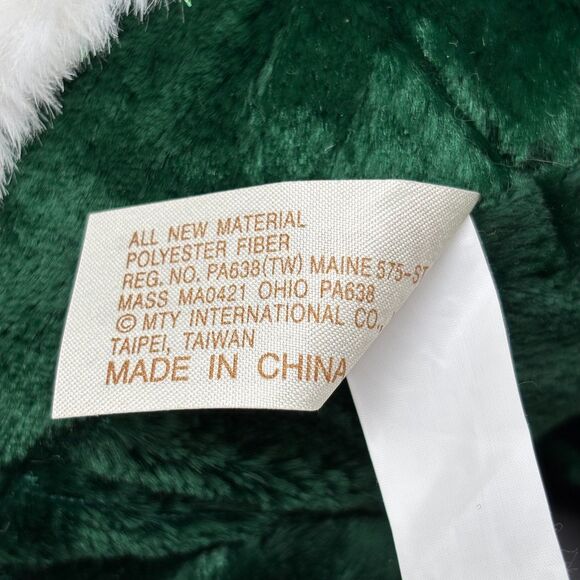 ALL NEW MATERIAL
POLYESTER FIBER
REG. NO. PA638(TW) MAINE 575-ST
MASS MA0421 OHIO PA638
© MTY INTERNATIONAL CO.,
TAIPEI, TAIWAN
MADE IN CHINA